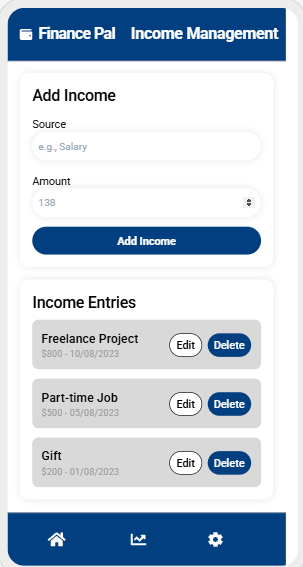 Finance Pal Income Management
Add Income
Source
e.g., Salary
Amount
138
Add Income
Income Entries
Freelance Project
$800 - 10/08/2023
Edit Delete
Part-time Job
$500 - 05/08/2023
Edit Delete
Gift
$200 - 01/08/2023
Edit Delete